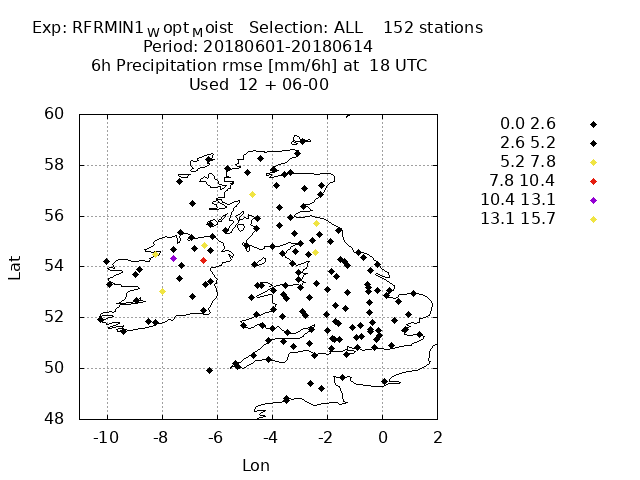 Exp: RFRMIN1WoptMoist Selection: ALL 152 stations
Period: 20180601-20180614
6h Precipitation rmse [mm/6h] at 18 UTC
Used 12 + 06-00
0.0 2.6
2.6 5.2
5.2 7.8
7.8 10.4
10.4 13.1
13.1 15.7
60
58
56
54
52
50
48
Lat
-10 -8 -6 -4 -2 0 2
Lon